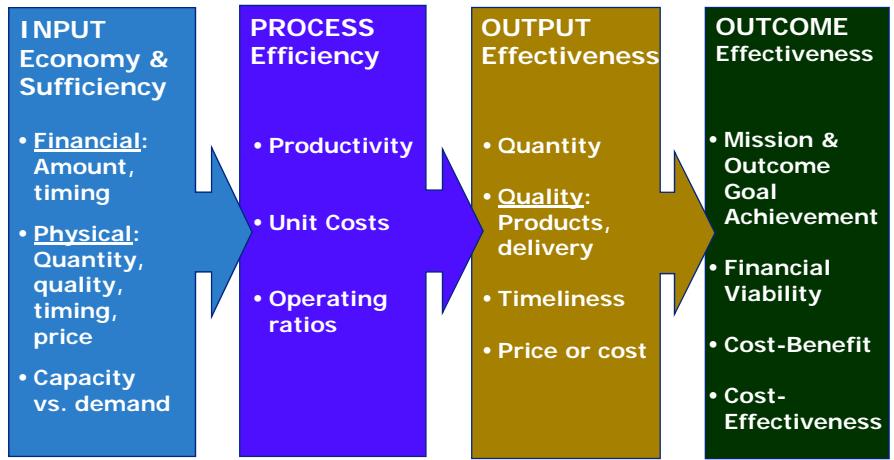 INPUT
Economy &
Sufficiency
• Financial:
Amount,
timing
• Physical:
Quantity,
quality,
timing,
price
• Capacity
vs. demand
PROCESS
Efficiency
• Productivity
• Unit Costs
• Operating
ratios
OUTPUT
Effectiveness
• Quantity
• Quality:
Products,
delivery
• Timeliness
• Price or cost
OUTCOME
Effectiveness
• Mission &
Outcome
Goal
Achievement
• Financial
Viability
• Cost-Benefit
• Cost-
Effectiveness